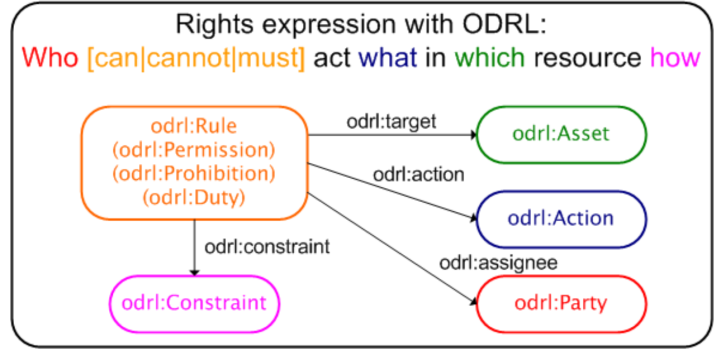 Rights expression with ODRL:
Who [can|cannot|must] act what in which resource how
odrl:Rule
(odrl:Permission)
(odrl:Prohibition)
(odrl:Duty)
odrl:target
odrl:Asset
odrl:action
odrl:Action
odrl:constraint
odrl:assignee
odrl:Constraint
odrl:Party